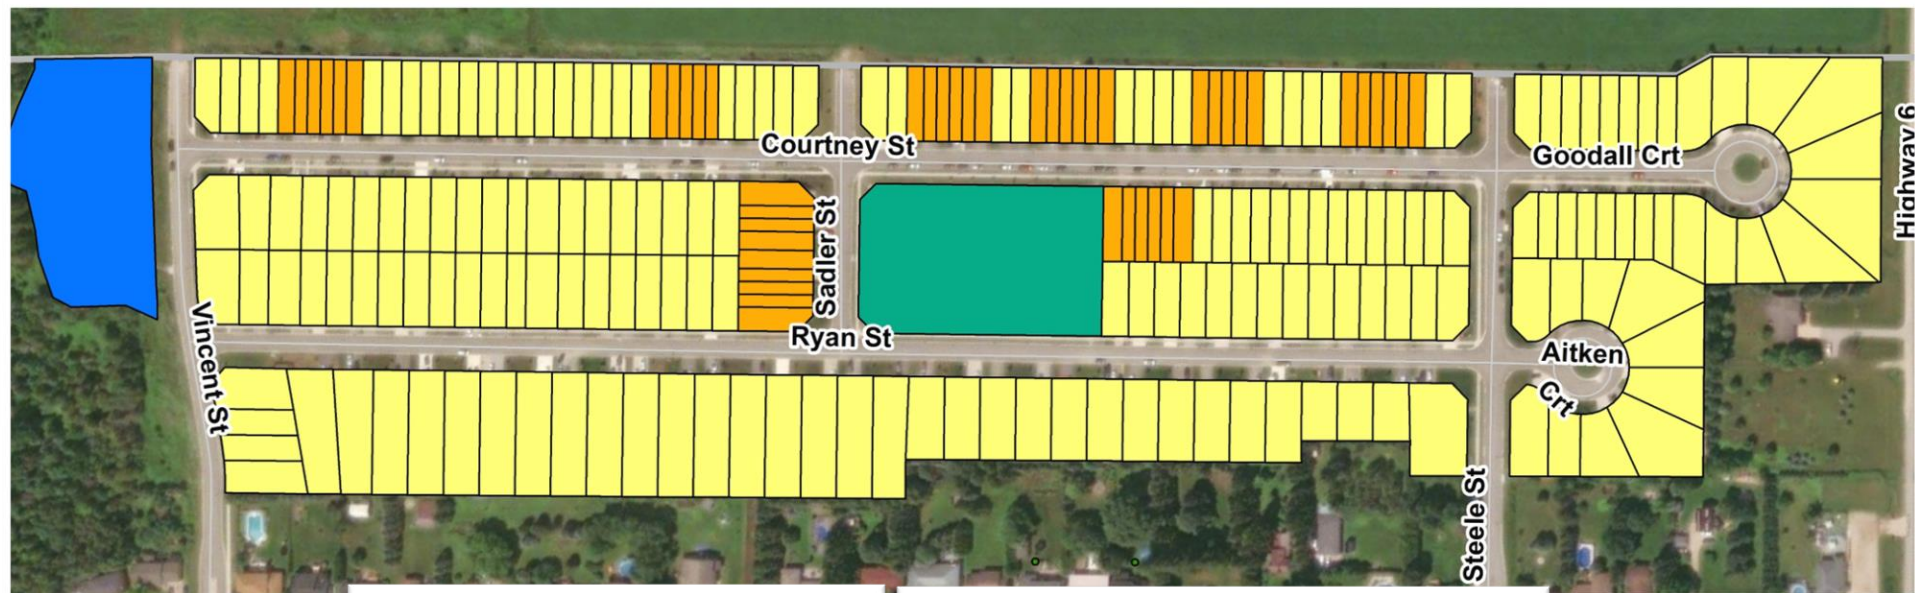 Courtney St
Goodall Crt
Highway 6
Sadler St
Vincent St
Ryan St
Aitken
Crt
Steele St